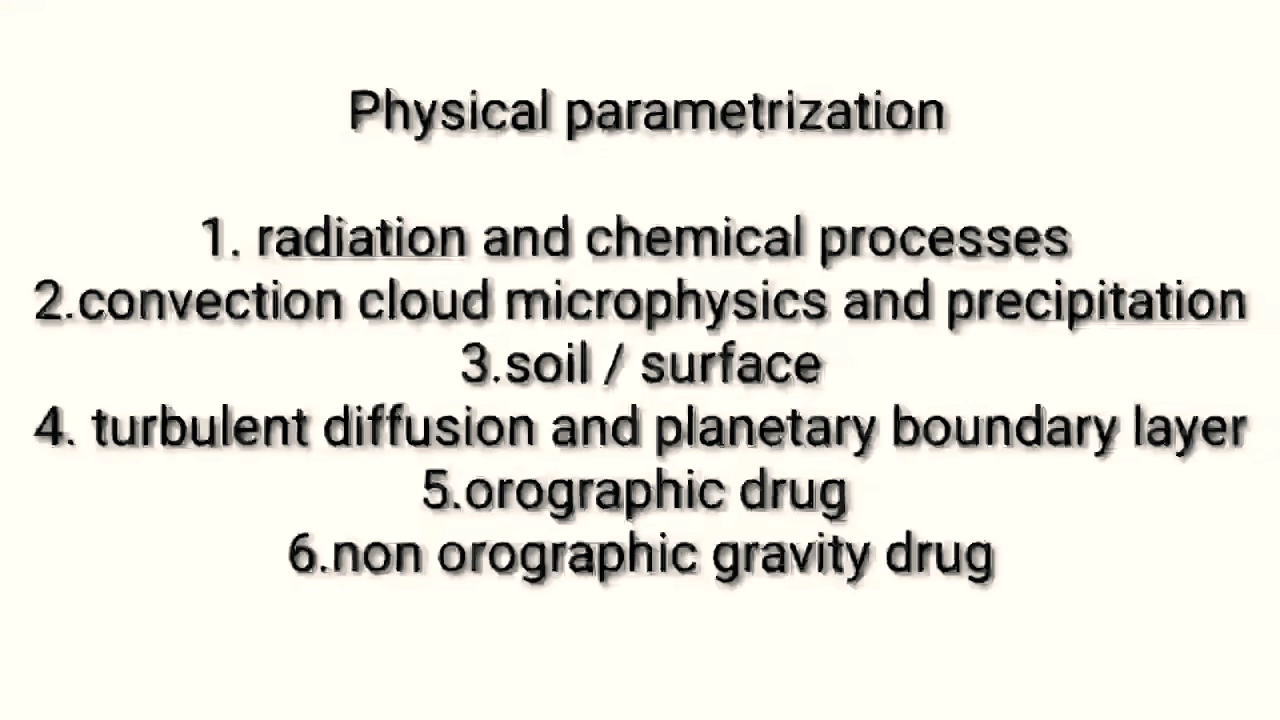 Physical parametrization
1. radiation and chemical processes
2.convection cloud microphysics and precipitation
3.soil / surface
4. turbulent diffusion and planetary boundary layer
5.orographic drug
6.non orographic gravity drug